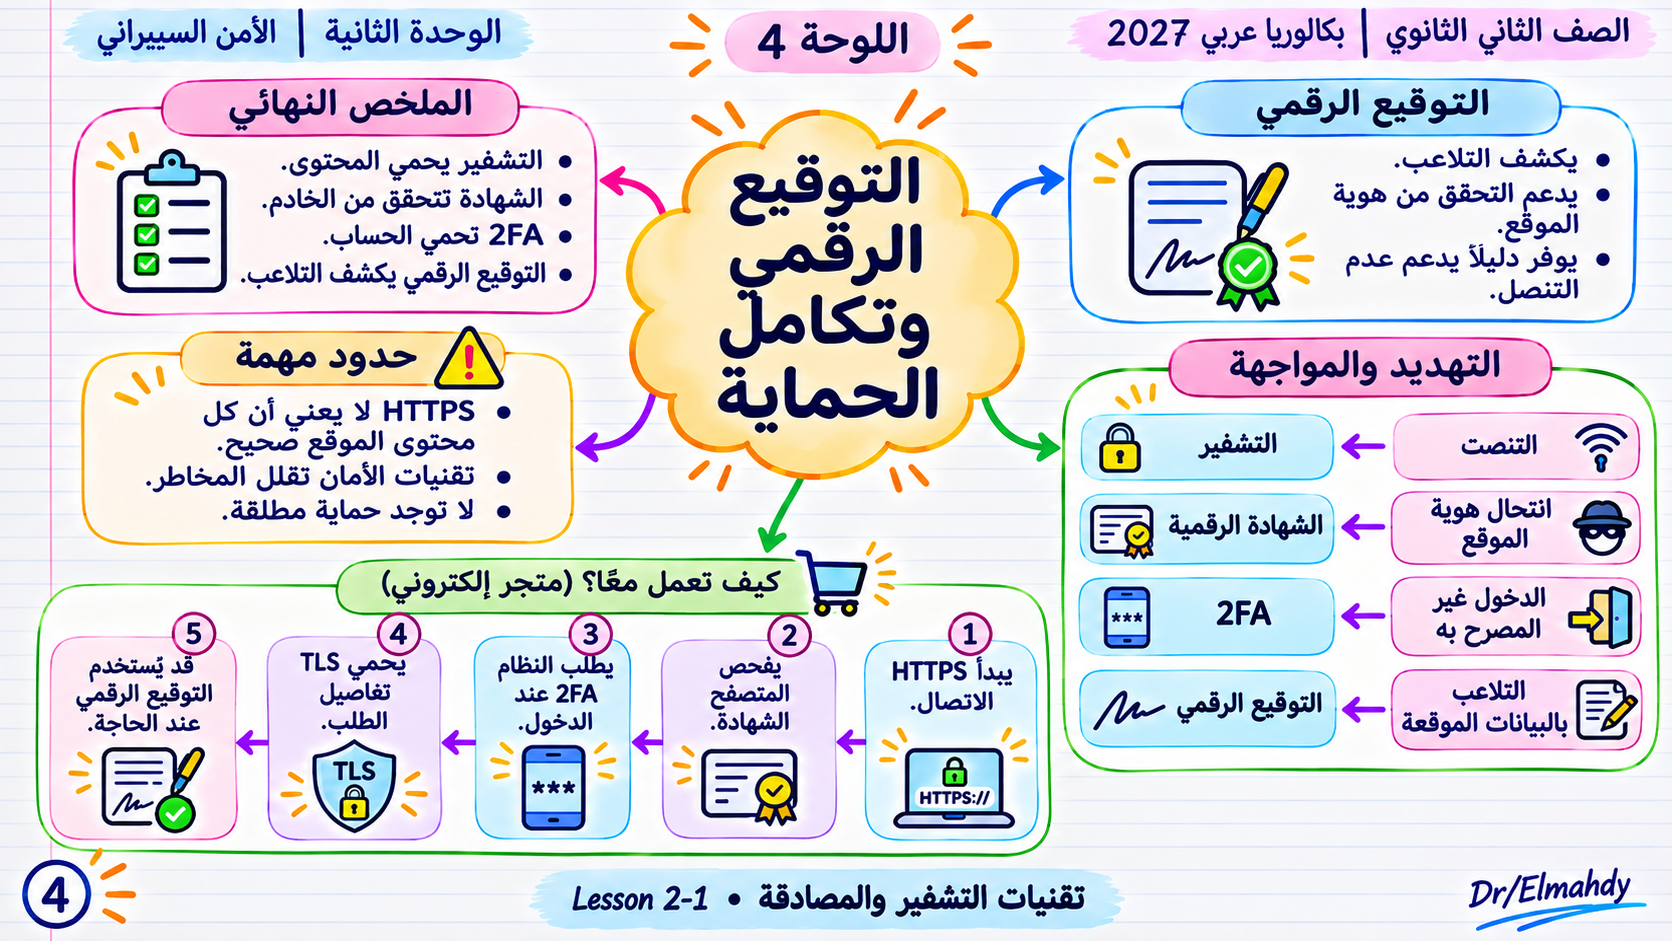 الصف الثاني الثانوي | بكالوريا عربي 2027
اللوحة 4
الوحدة الثانية | الأمن السيبراني
التوقيع
الرقمي
وتكامل
الحماية
التوقيع الرقمي
• يكشف التلاعب.
• يدعم التحقق من هوية
الموقع.
• يوفر دليلًا يدعم عدم
التنصل.
الملخص النهائي
• التشفير يحمي المحتوى.
• الشهادة تتحقق من الخادم.
• 2FA تحمي الحساب.
• التوقيع الرقمي يكشف التلاعب.
التهديد والمواجهة
التنصت
التشفير
انتحال هوية
الموقع
الشهادة الرقمية
الدخول غير
المصرح به
2FA
***
التلاعب
بالبيانات الموقعة
التوقيع الرقمي
حدود مهمة
!
• HTTPS لا يعني أن كل
محتوى الموقع صحيح.
• تقنيات الأمان تقلل المخاطر.
• لا توجد حماية مطلقة.
كيف تعمل معًا؟ (متجر إلكتروني)
1
يبدأ HTTPS
الاتصال.
HTTPS://
2
يفحص
المتصفح
الشهادة.
3
يطلب النظام
2FA عند
الدخول.
***
4
يحمي TLS
تفاصيل
الطلب.
TLS
5
قد يُستخدم
التوقيع الرقمي
عند الحاجة.
4
تقنيات التشفير والمصادقة • Lesson 2-1
Dr/Elmahdy